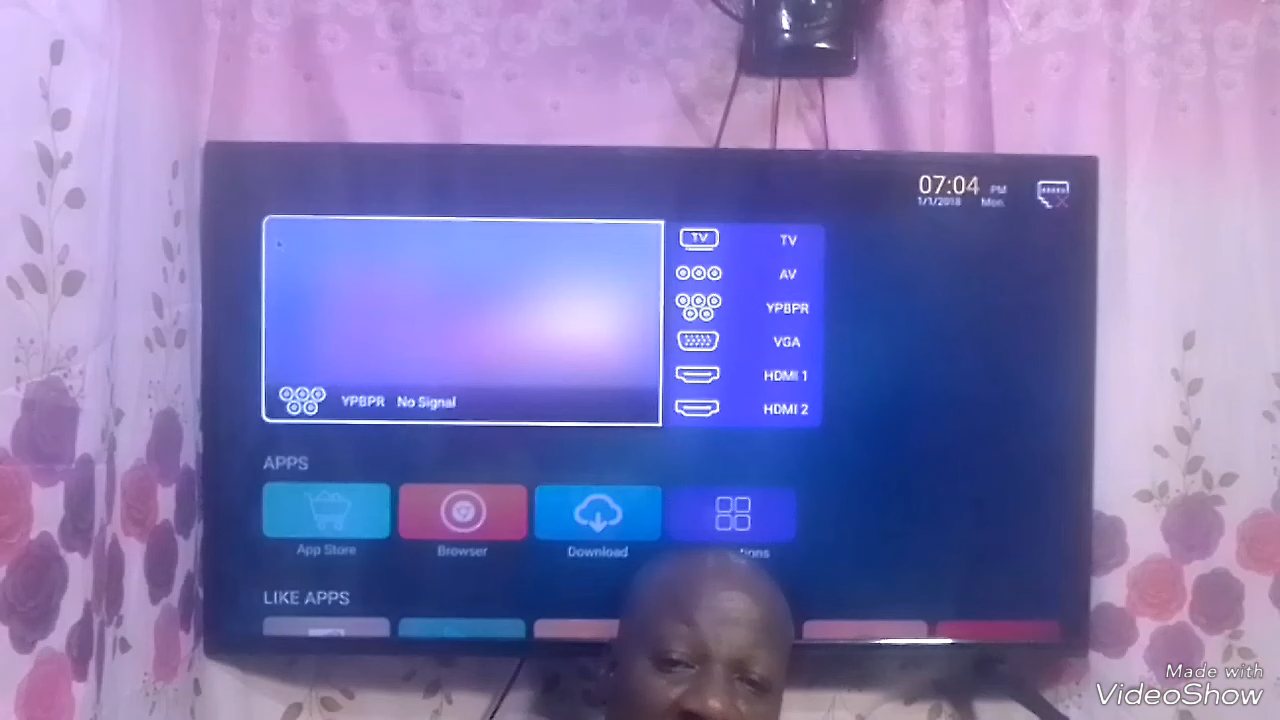 07:04 PM
1/1/2018 Mon.
TV TV
AV
YPBPR
VGA
HDMI 1
HDMI 2
YPBPR No Signal
APPS
App Store
Browser
Download
LIKE APPS
Made with
VideoShow